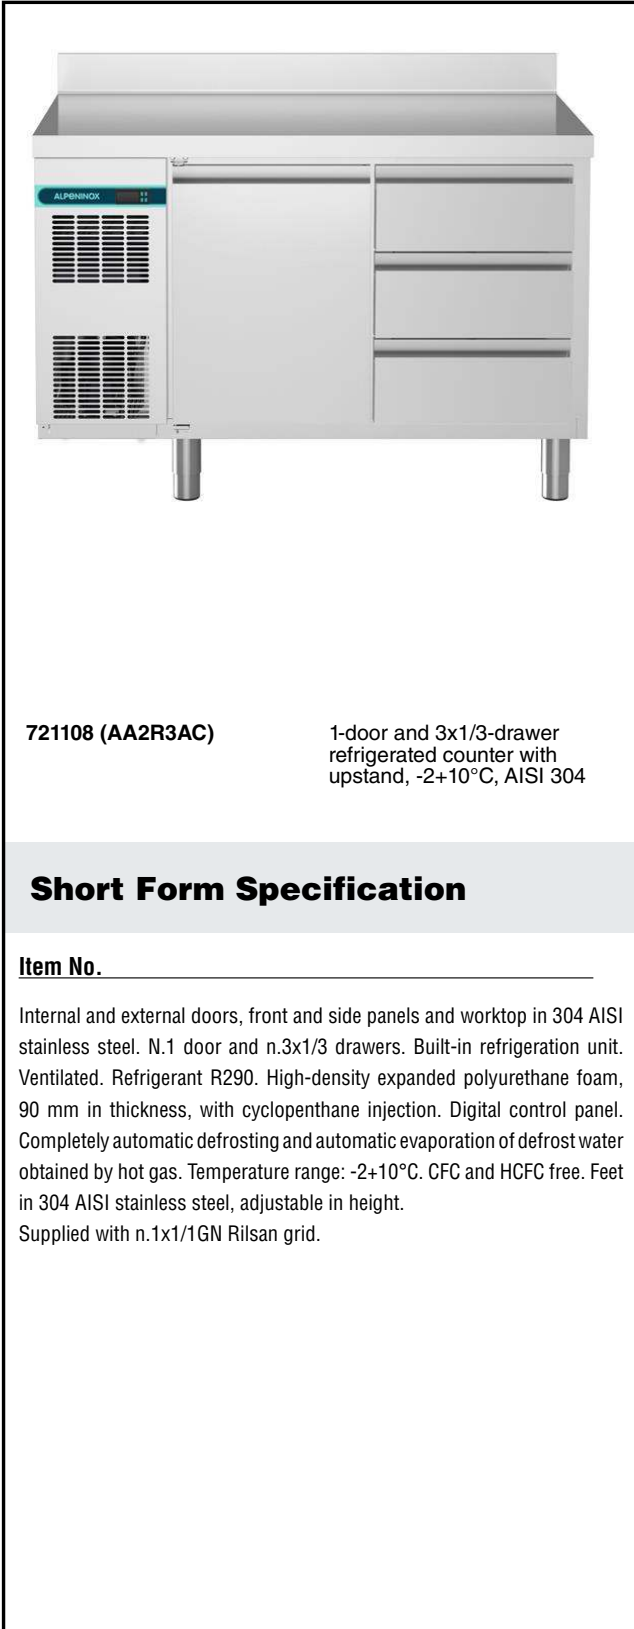 ALPENINOX
721108 (AA2R3AC)
1-door and 3x1/3-drawer
refrigerated counter with
upstand, -2+10°C, AISI 304
Short Form Specification
Item No.
Internal and external doors, front and side panels and worktop in 304 AISI
stainless steel. N.1 door and n.3x1/3 drawers. Built-in refrigeration unit.
Ventilated. Refrigerant R290. High-density expanded polyurethane foam,
90 mm in thickness, with cyclopenthane injection. Digital control panel.
Completely automatic defrosting and automatic evaporation of defrost water
obtained by hot gas. Temperature range: -2+10°C. CFC and HCFC free. Feet
in 304 AISI stainless steel, adjustable in height.
Supplied with n.1x1/1GN Rilsan grid.